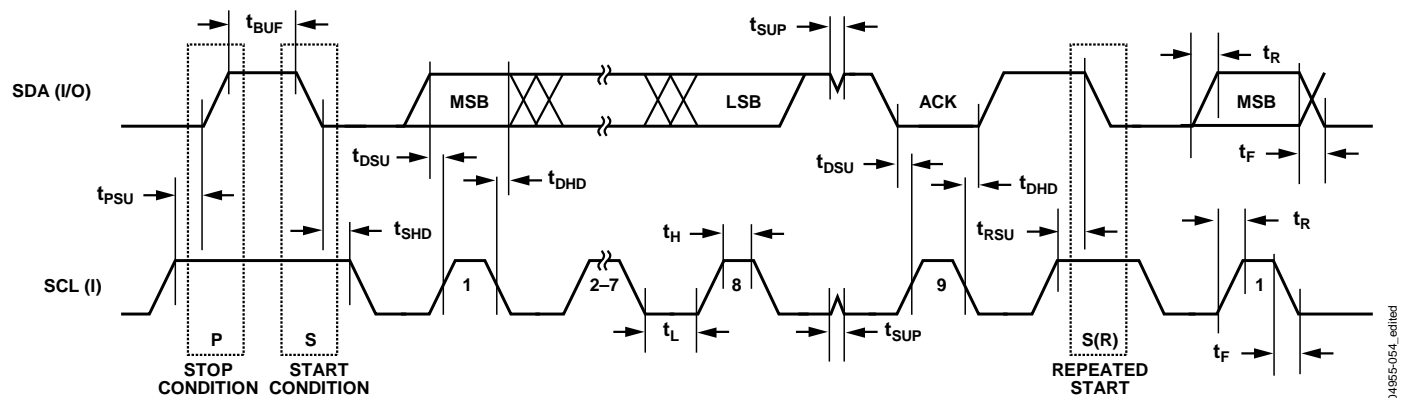 tBUF
tSUP
tR
SDA (I/O)
MSB
LSB
ACK
MSB
tDSU
tDHD
tDSU
tDHD
tF
tPSU
tSHD
tH
tRSU
tR
SCL (I)
1
2–7
8
9
1
tL
tSUP
tF
P
S
S(R)
STOP
CONDITION
START
CONDITION
REPEATED
START
04955-054_edited